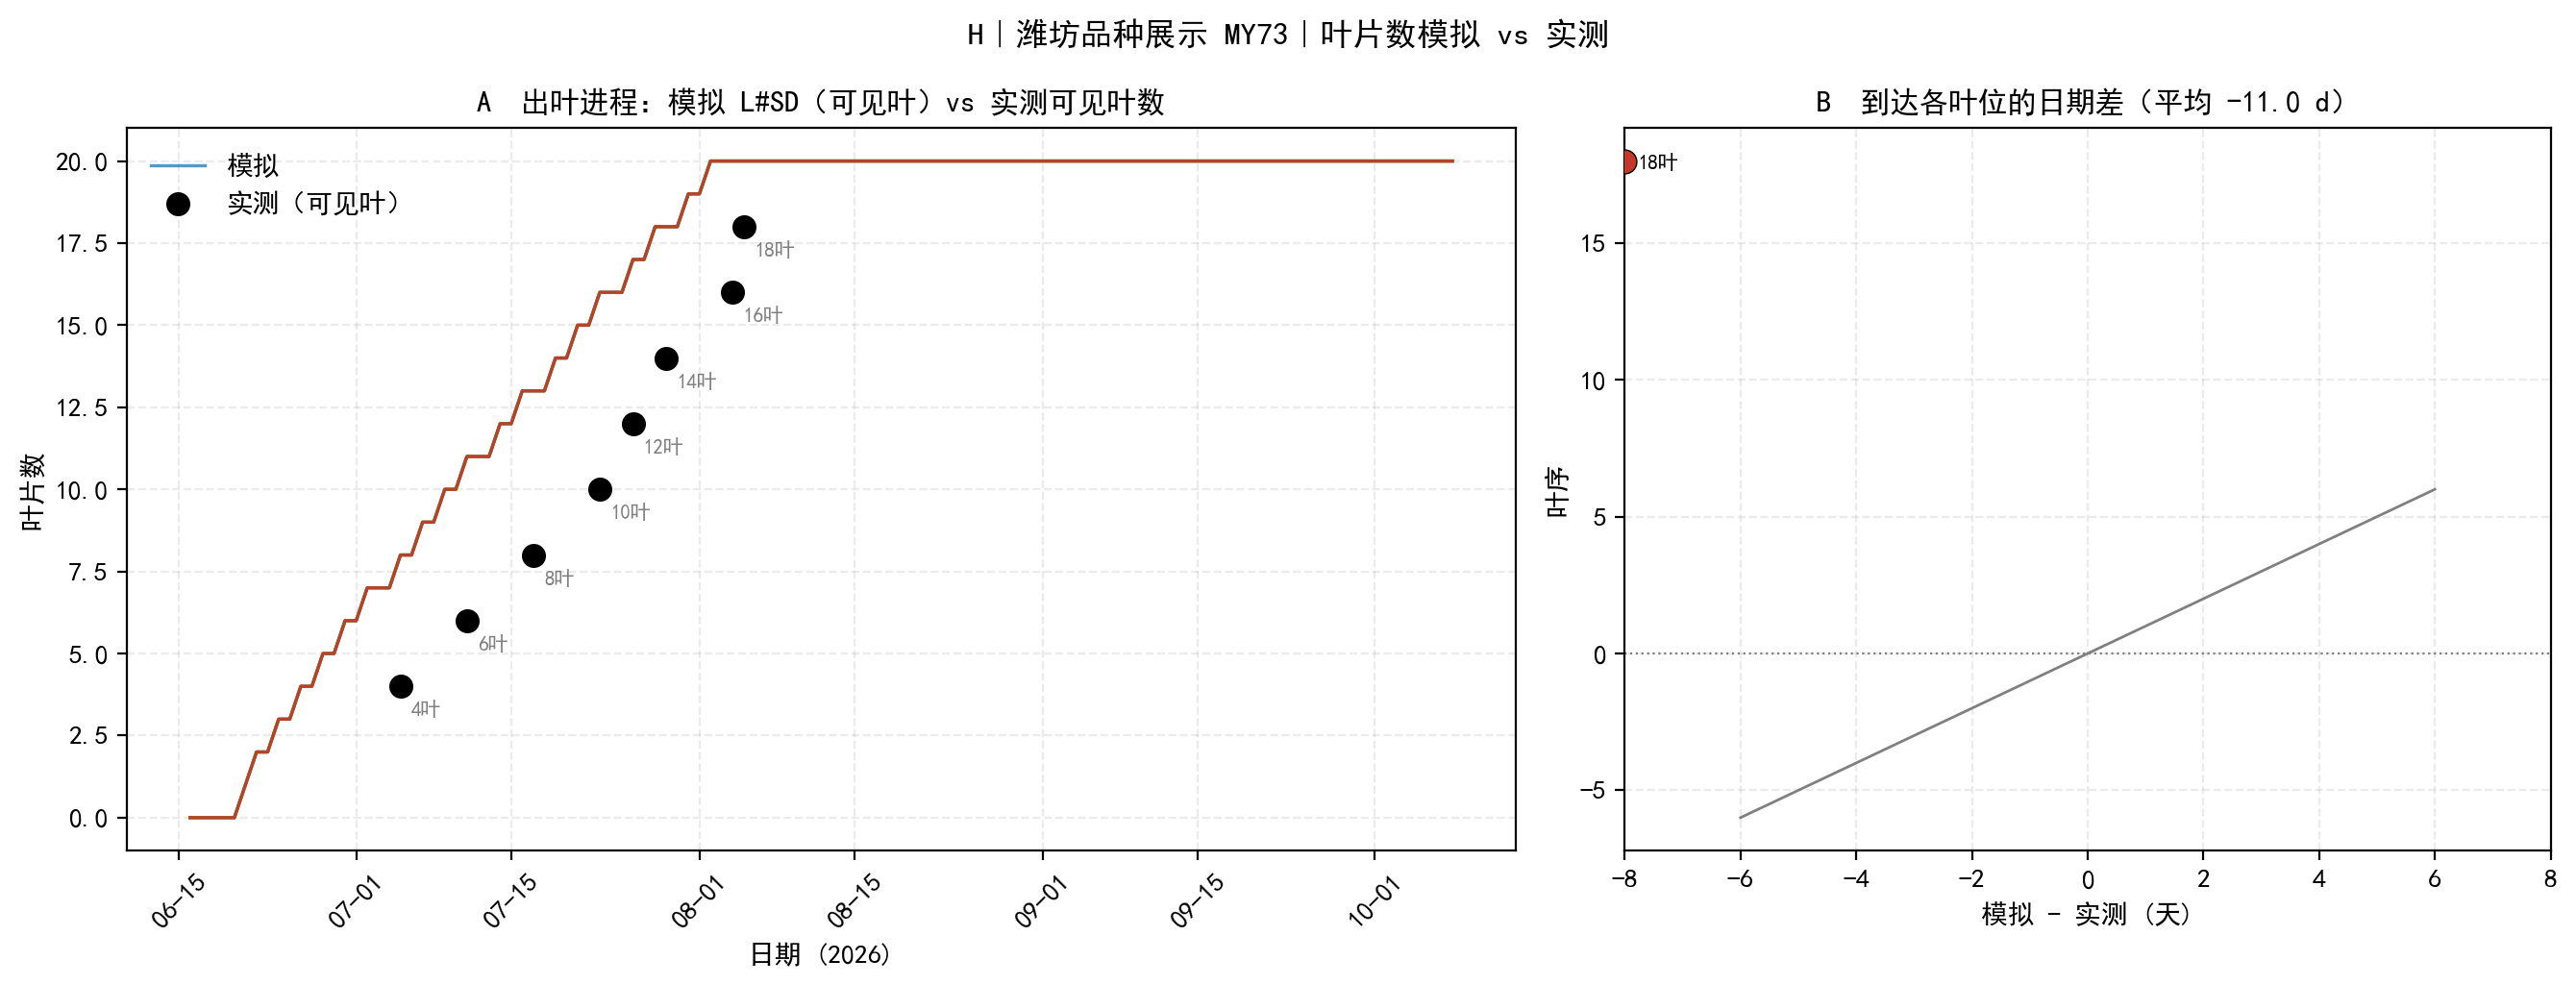 H｜潍坊品种展示 MY73｜叶片数模拟 vs 实测
A  出叶进程：模拟 L#SD（可见叶）vs 实测可见叶数
模拟
实测（可见叶）
20.0
17.5
15.0
12.5
10.0
7.5
5.0
2.5
0.0
叶片数
18叶
16叶
14叶
12叶
10叶
8叶
6叶
4叶
06-15
07-01
07-15
08-01
08-15
09-01
09-15
10-01
日期 (2026)
B  到达各叶位的日期差（平均 -11.0 d）
18叶
15
10
5
0
-5
叶序
-8
-6
-4
-2
0
2
4
6
8
模拟 - 实测 (天)